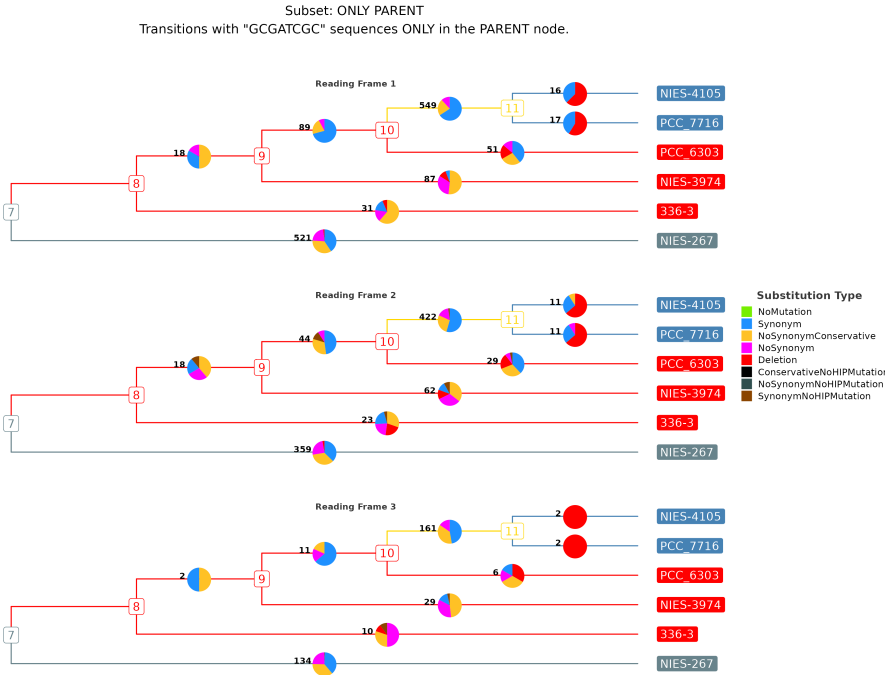 Subset: ONLY PARENT
Transitions with "GCGATCGC" sequences ONLY in the PARENT node.
Reading Frame 1
16 NIES-4105
549 11
17 PCC_7716
89 10
51 PCC_6303
18 9
87 NIES-3974
8
31 336-3
7
521 NIES-267
Reading Frame 2
11 NIES-4105
422 11
11 PCC_7716
44 10
29 PCC_6303
18 9
62 NIES-3974
8
23 336-3
7
359 NIES-267
Reading Frame 3
2 NIES-4105
161 11
2 PCC_7716
11 10
6 PCC_6303
2 9
29 NIES-3974
8
10 336-3
7
134 NIES-267
Substitution Type
NoMutation
Synonym
NoSynonymConservative
NoSynonym
Deletion
ConservativeNoHIPMutation
NoSynonymNoHIPMutation
SynonymNoHIPMutation